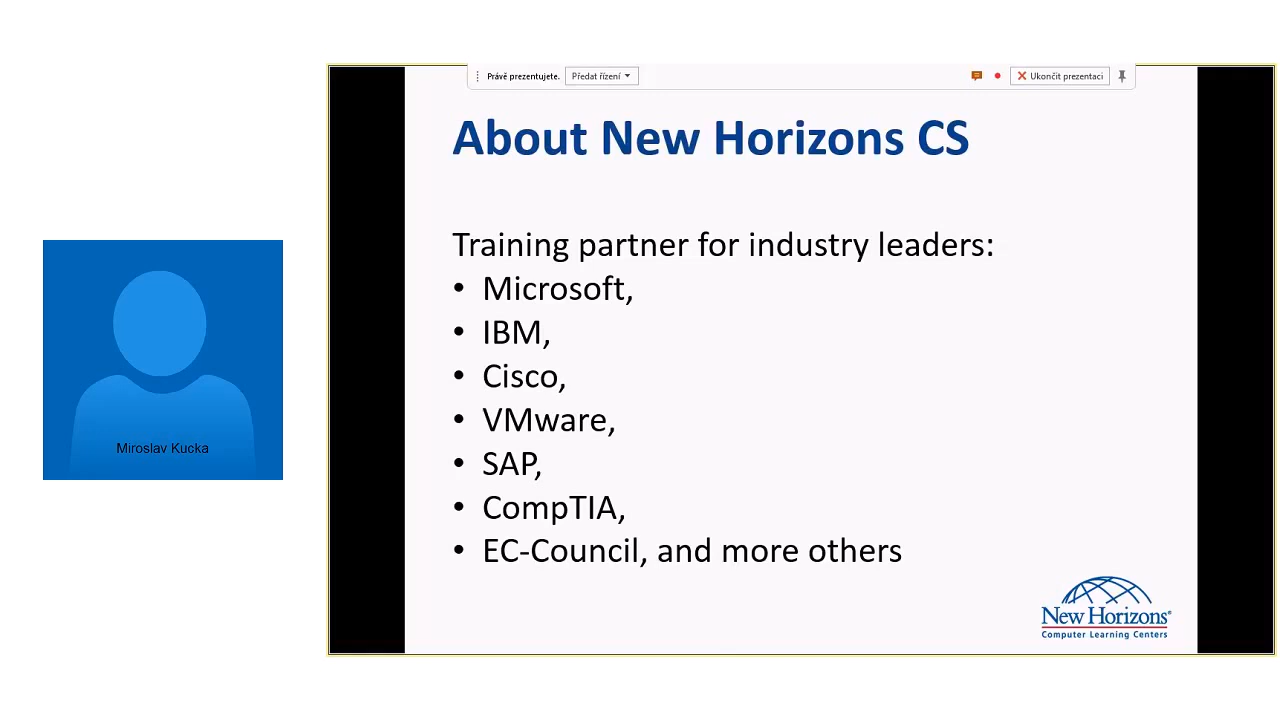 Právě prezentujete. Předat řízení Ukončit prezentaci
About New Horizons CS
Training partner for industry leaders:
• Microsoft,
• IBM,
• Cisco,
• VMware,
• SAP,
• CompTIA,
• EC-Council, and more others
Miroslav Kucka
New Horizons®
Computer Learning Centers